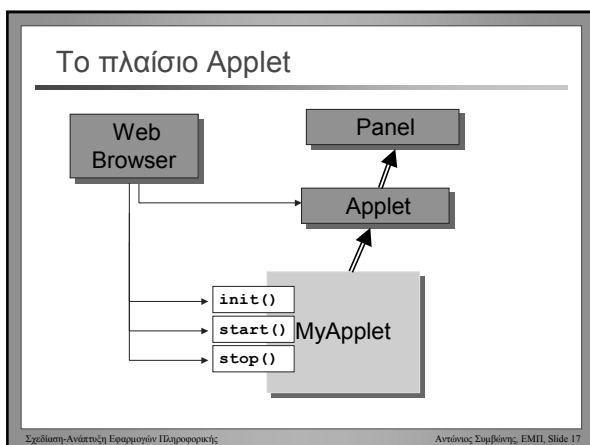 Το πλαίσιο Applet
Web
Browser
Panel
Applet
init()
start()
stop()
MyApplet
Σχεδίαση-Ανάπτυξη Εφαρμογών Πληροφορικής
Αντώνιος Συμβώνης, ΕΜΠ, Slide 17